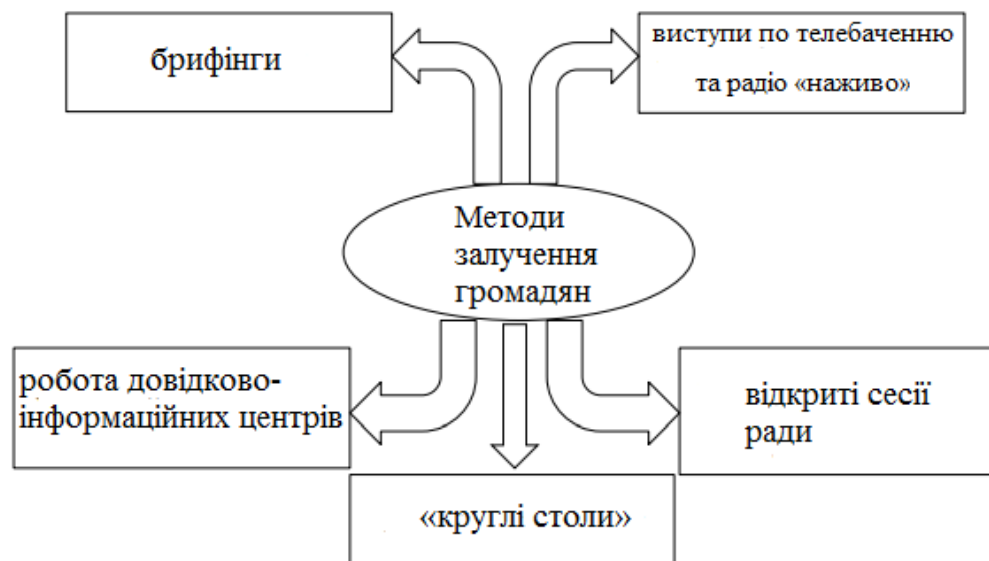 брифінги
виступи по телебаченню
та радіо «наживо»
Методи
залучення
громадян
робота довідково-
інформаційних центрів
відкриті сесії
ради
«круглі столи»